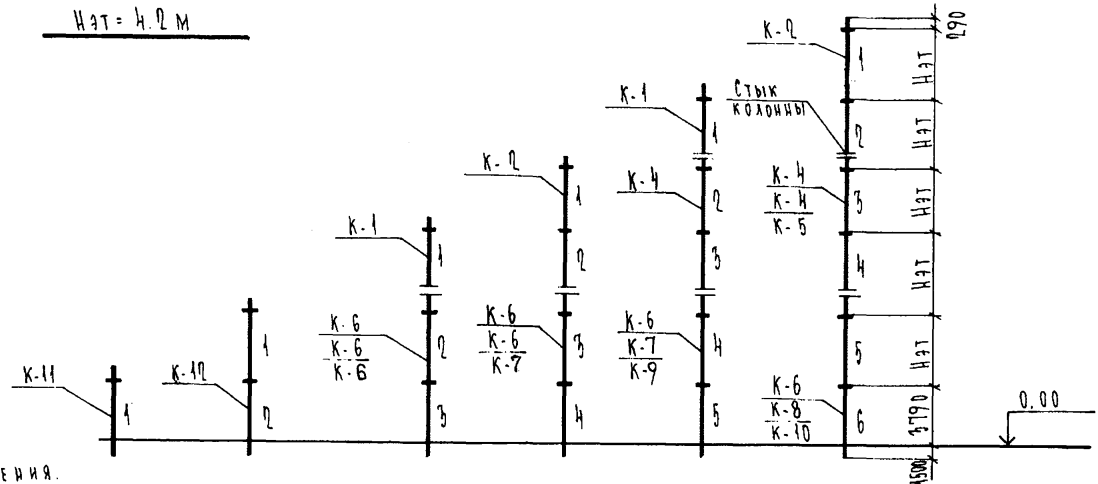 Нэт = 4.2 м
К-2
1
290
Нэт
К-1
1
Стык
колонны
2
Нэт
К-2
1
К-4
2
К-4
К-4
К-5
3
Нэт
К-1
1
2
3
4
Нэт
К-6
К-6
К-6
2
К-6
К-6
К-7
3
К-6
К-7
К-9
4
5
Нэт
1
К-11
1
К-12
2
3
4
5
К-6
К-8
К-10
6
3790
0.00
1500
ения.